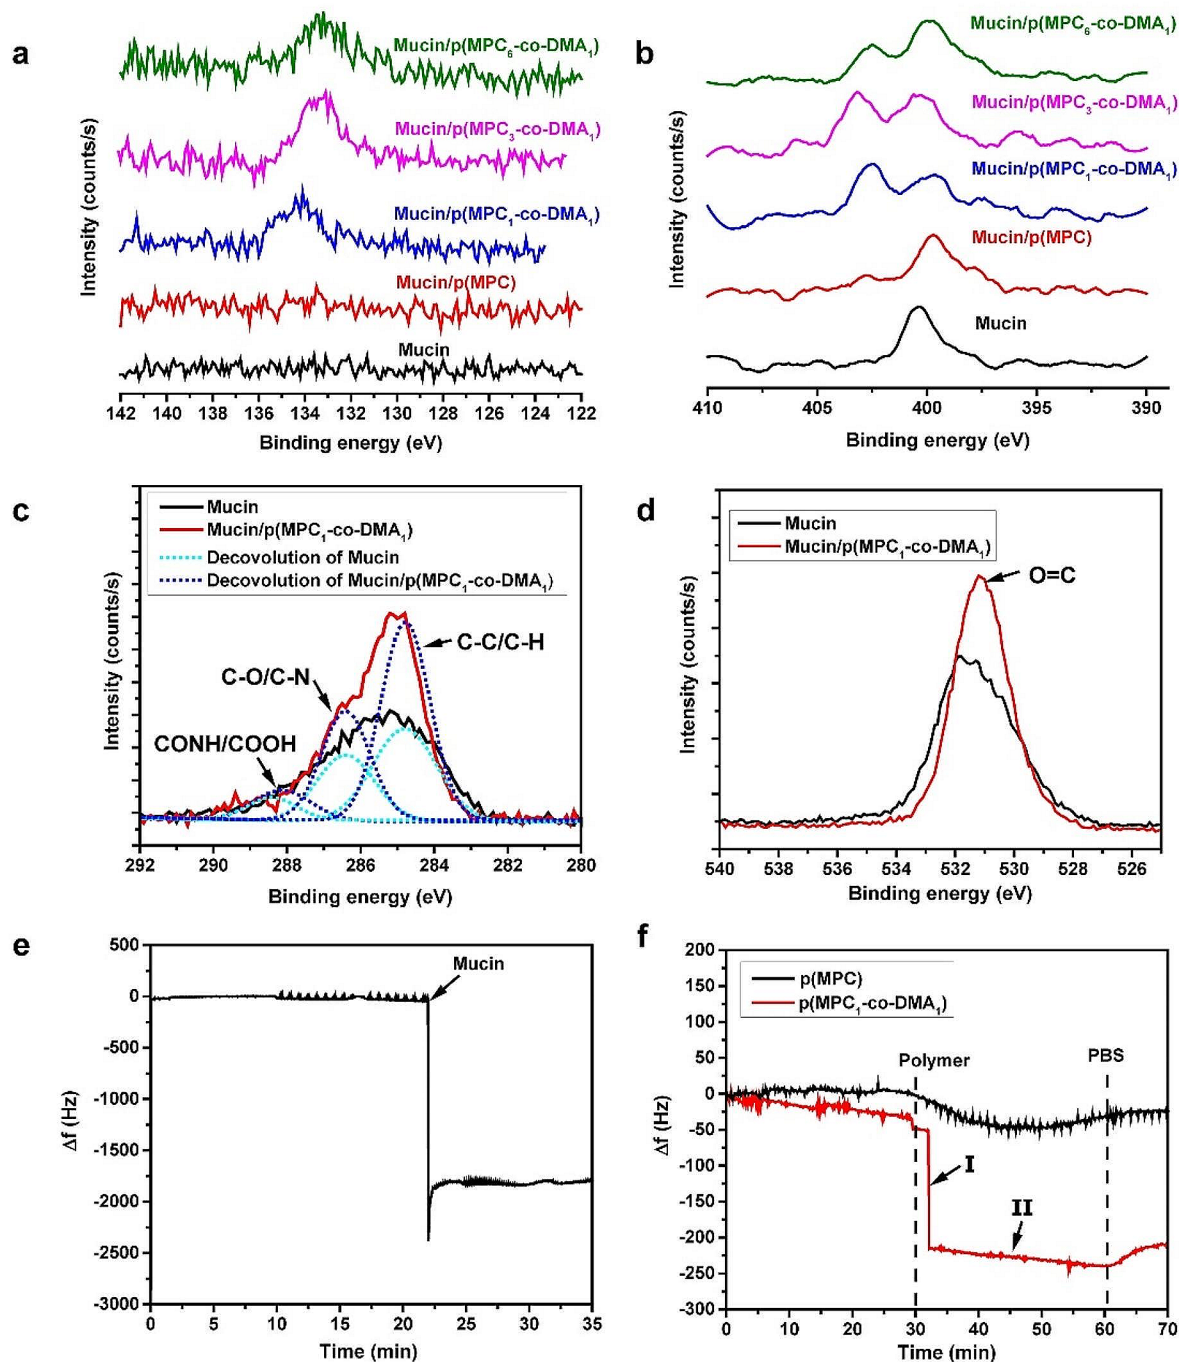 a
Mucin/p(MPC₆-co-DMA₁)
Mucin/p(MPC₃-co-DMA₁)
Mucin/p(MPC₁-co-DMA₁)
Mucin/p(MPC)
Mucin
Intensity (counts/s)
142 140 138 136 134 132 130 128 126 124 122
Binding energy (eV)
b
Mucin/p(MPC₆-co-DMA₁)
Mucin/p(MPC₃-co-DMA₁)
Mucin/p(MPC₁-co-DMA₁)
Mucin/p(MPC)
Mucin
Intensity (counts/s)
410 405 400 395 390
Binding energy (eV)
c
Mucin
Mucin/p(MPC₁-co-DMA₁)
Decovolution of Mucin
Decovolution of Mucin/p(MPC₁-co-DMA₁)
C-C/C-H
C-O/C-N
CONH/COOH
Intensity (counts/s)
292 290 288 286 284 282 280
Binding energy (eV)
d
Mucin
Mucin/p(MPC₁-co-DMA₁)
O=C
Intensity (counts/s)
540 538 536 534 532 530 528 526
Binding energy (eV)
e
500
0
-500
-1000
-1500
-2000
-2500
-3000
Δf (Hz)
Mucin
0 5 10 15 20 25 30 35
Time (min)
f
200
150
100
50
0
-50
-100
-150
-200
-250
-300
Δf (Hz)
p(MPC)
p(MPC₁-co-DMA₁)
Polymer
PBS
I
II
0 10 20 30 40 50 60 70
Time (min)